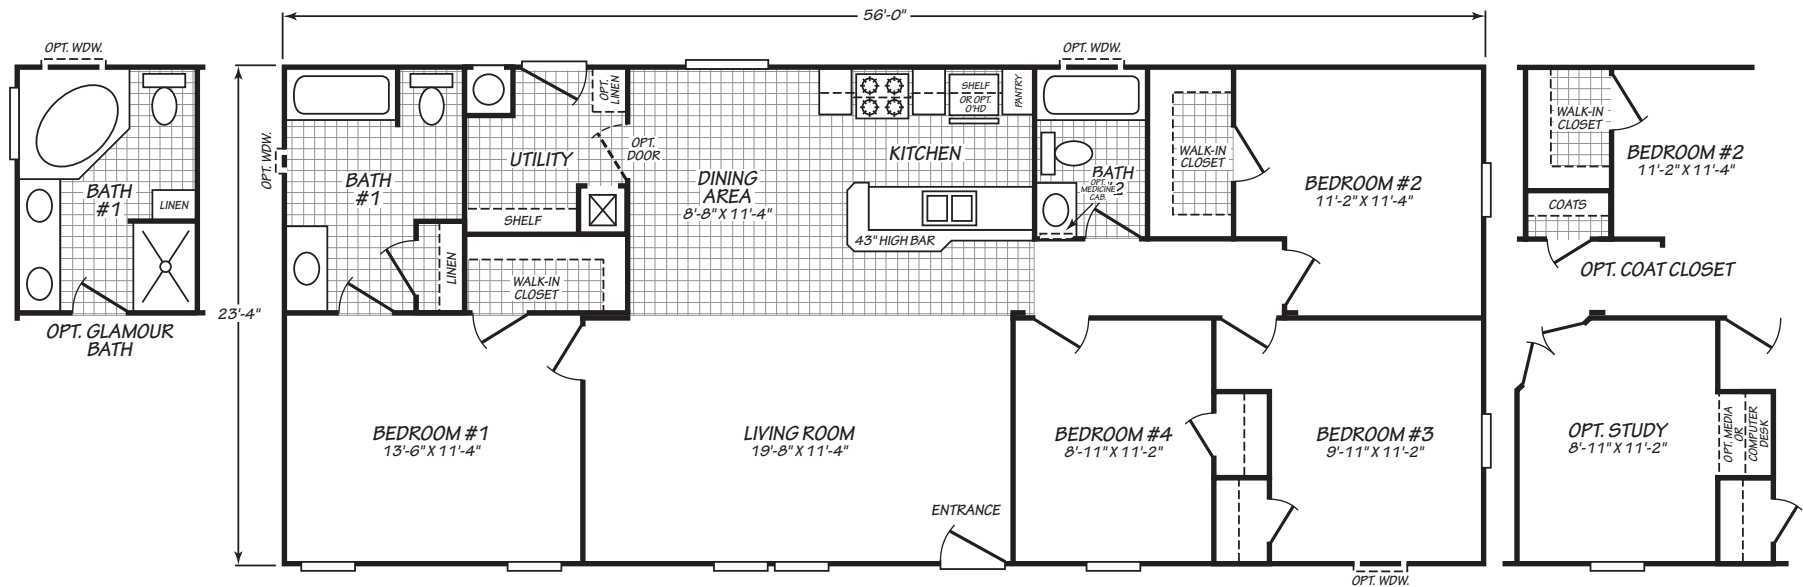 56'-0"
23'-4"
OPT. WDW.
BATH
#1
LINEN
OPT. GLAMOUR
BATH
OPT. WDW.
BATH
#1
LINEN
UTILITY
SHELF
OPT.
LINEN
OPT.
DOOR
WALK-IN
CLOSET
DINING
AREA
8'-8" X 11'-4"
KITCHEN
SHELF
OR OPT.
O'HD
PANTRY
43" HIGH BAR
OPT. WDW.
BATH
#2
OPT.
MEDICINE
CAB.
WALK-IN
CLOSET
BEDROOM #2
11'-2" X 11'-4"
BEDROOM #1
13'-6" X 11'-4"
LIVING ROOM
19'-8" X 11'-4"
ENTRANCE
BEDROOM #4
8'-11" X 11'-2"
BEDROOM #3
9'-11" X 11'-2"
OPT. WDW.
WALK-IN
CLOSET
BEDROOM #2
11'-2" X 11'-4"
COATS
OPT. COAT CLOSET
OPT. STUDY
8'-11" X 11'-2"
OPT. MEDIA
OR
COMPUTER
DESK